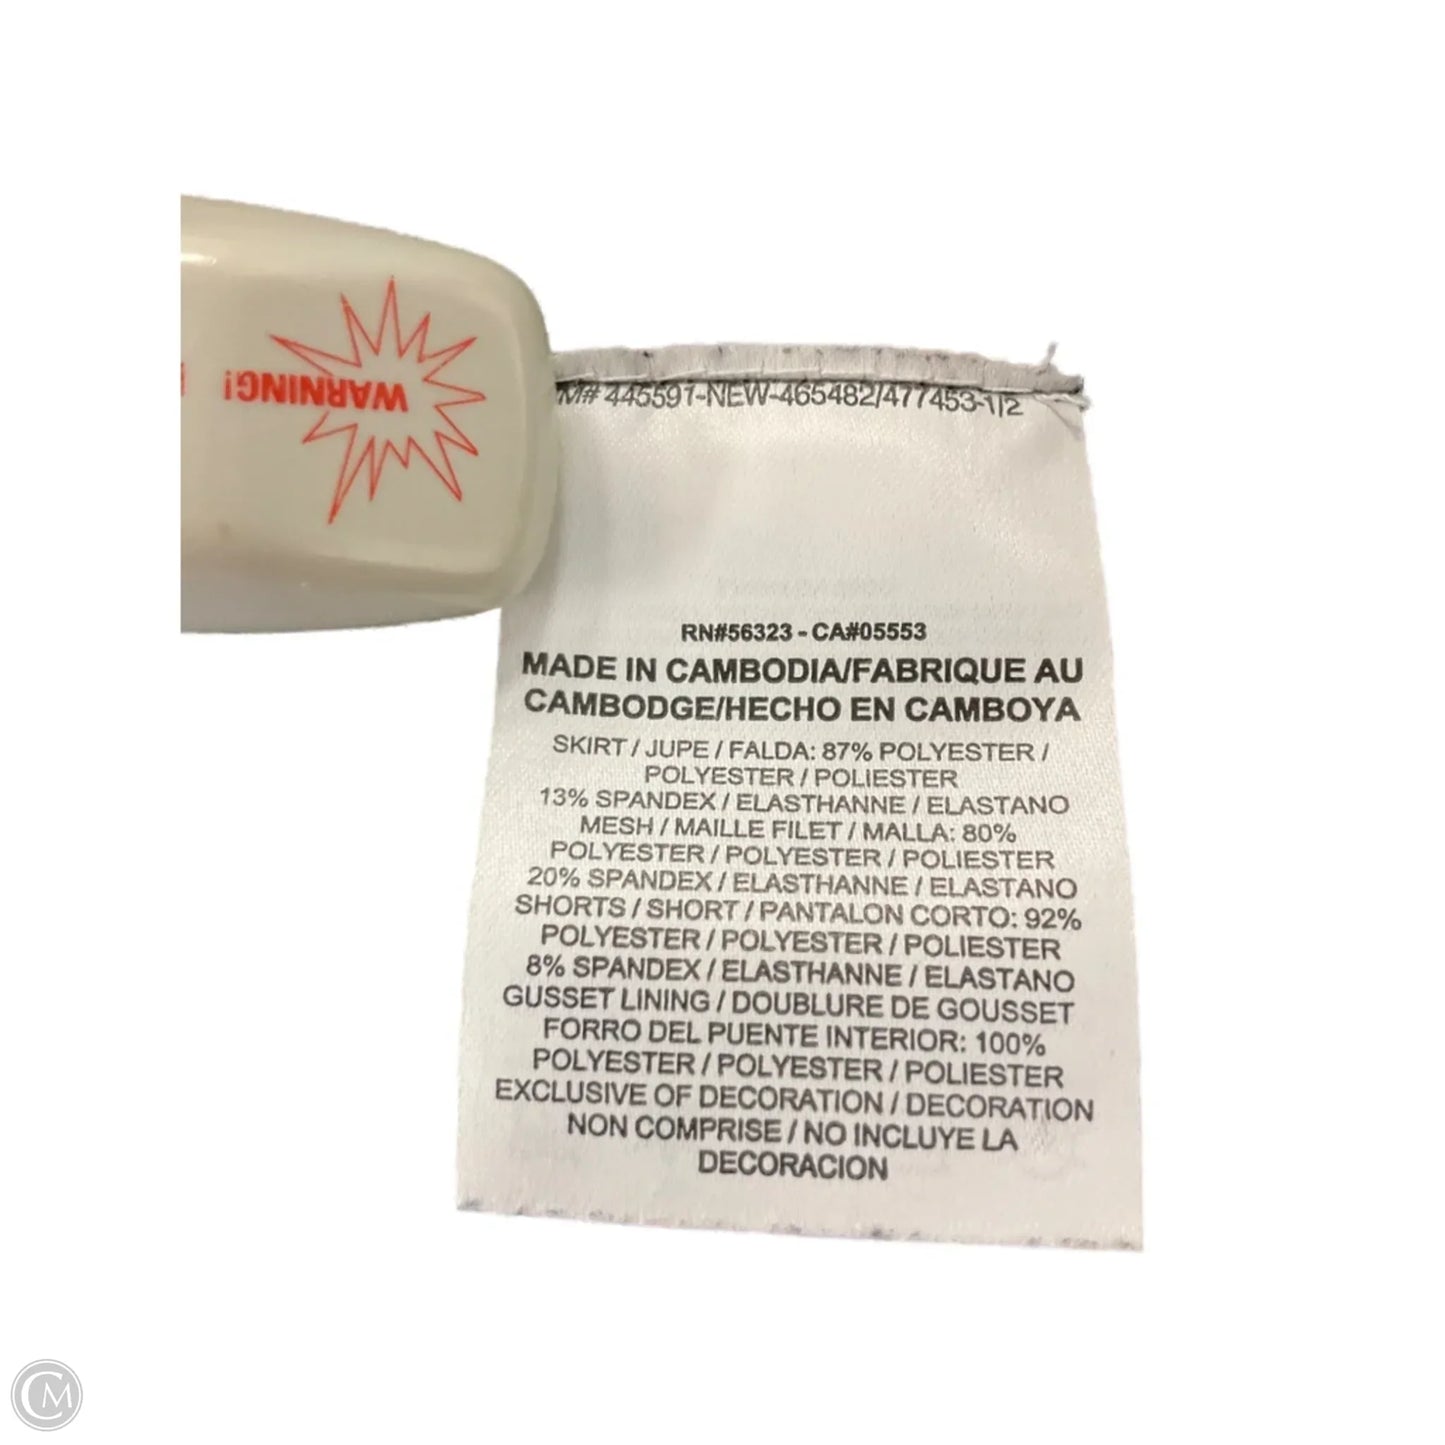 WARNING!
M# 445591-NEW-465482/477453-1/2
RN#56323 - CA#05553
MADE IN CAMBODIA/FABRIQUE AU
CAMBODGE/HECHO EN CAMBOYA
SKIRT / JUPE / FALDA: 87% POLYESTER /
POLYESTER / POLIESTER
13% SPANDEX / ELASTHANNE / ELASTANO
MESH / MAILLE FILET / MALLA: 80%
POLYESTER / POLYESTER / POLIESTER
20% SPANDEX / ELASTHANNE / ELASTANO
SHORTS / SHORT / PANTALON CORTO: 92%
POLYESTER / POLYESTER / POLIESTER
8% SPANDEX / ELASTHANNE / ELASTANO
GUSSET LINING / DOUBLURE DE GOUSSET
FORRO DEL PUENTE INTERIOR: 100%
POLYESTER / POLYESTER / POLIESTER
EXCLUSIVE OF DECORATION / DECORATION
NON COMPRISE / NO INCLUYE LA
DECORACION
CM